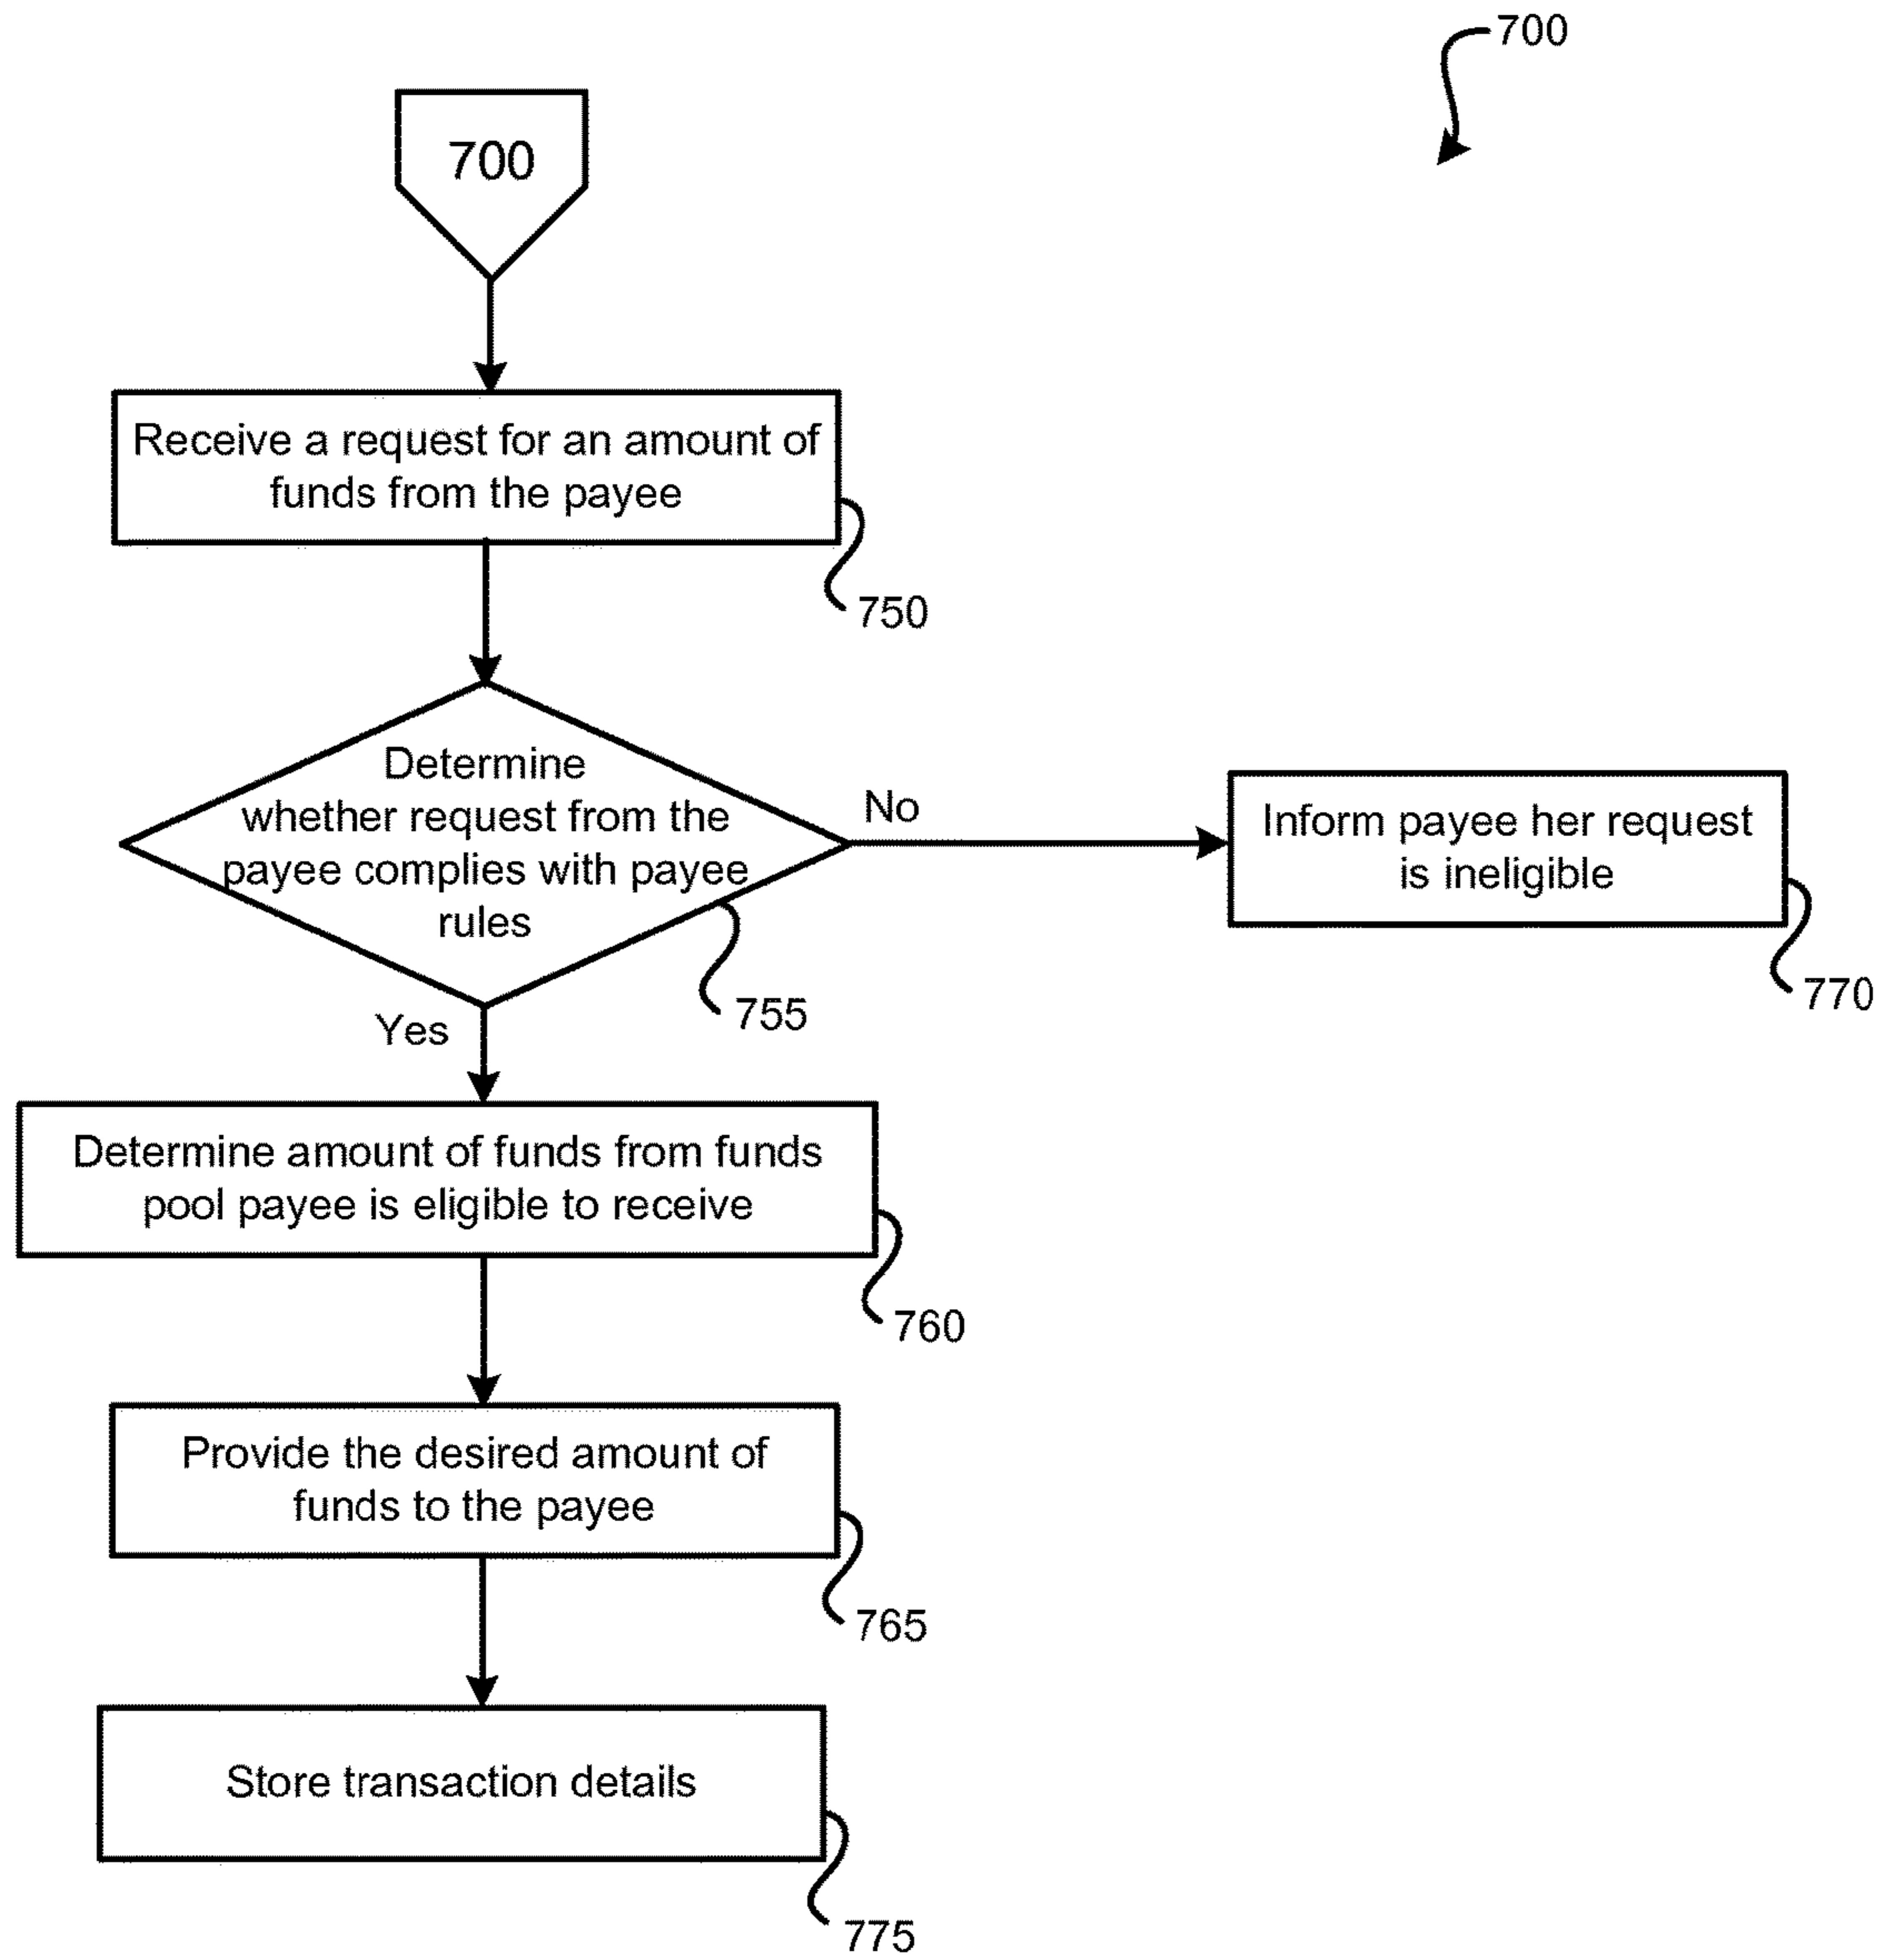 700
700
Receive a request for an amount of
funds from the payee
750
Determine
whether request from the
payee complies with payee
rules
755
No
Inform payee her request
is ineligible
770
Yes
Determine amount of funds from funds
pool payee is eligible to receive
760
Provide the desired amount of
funds to the payee
765
Store transaction details
775